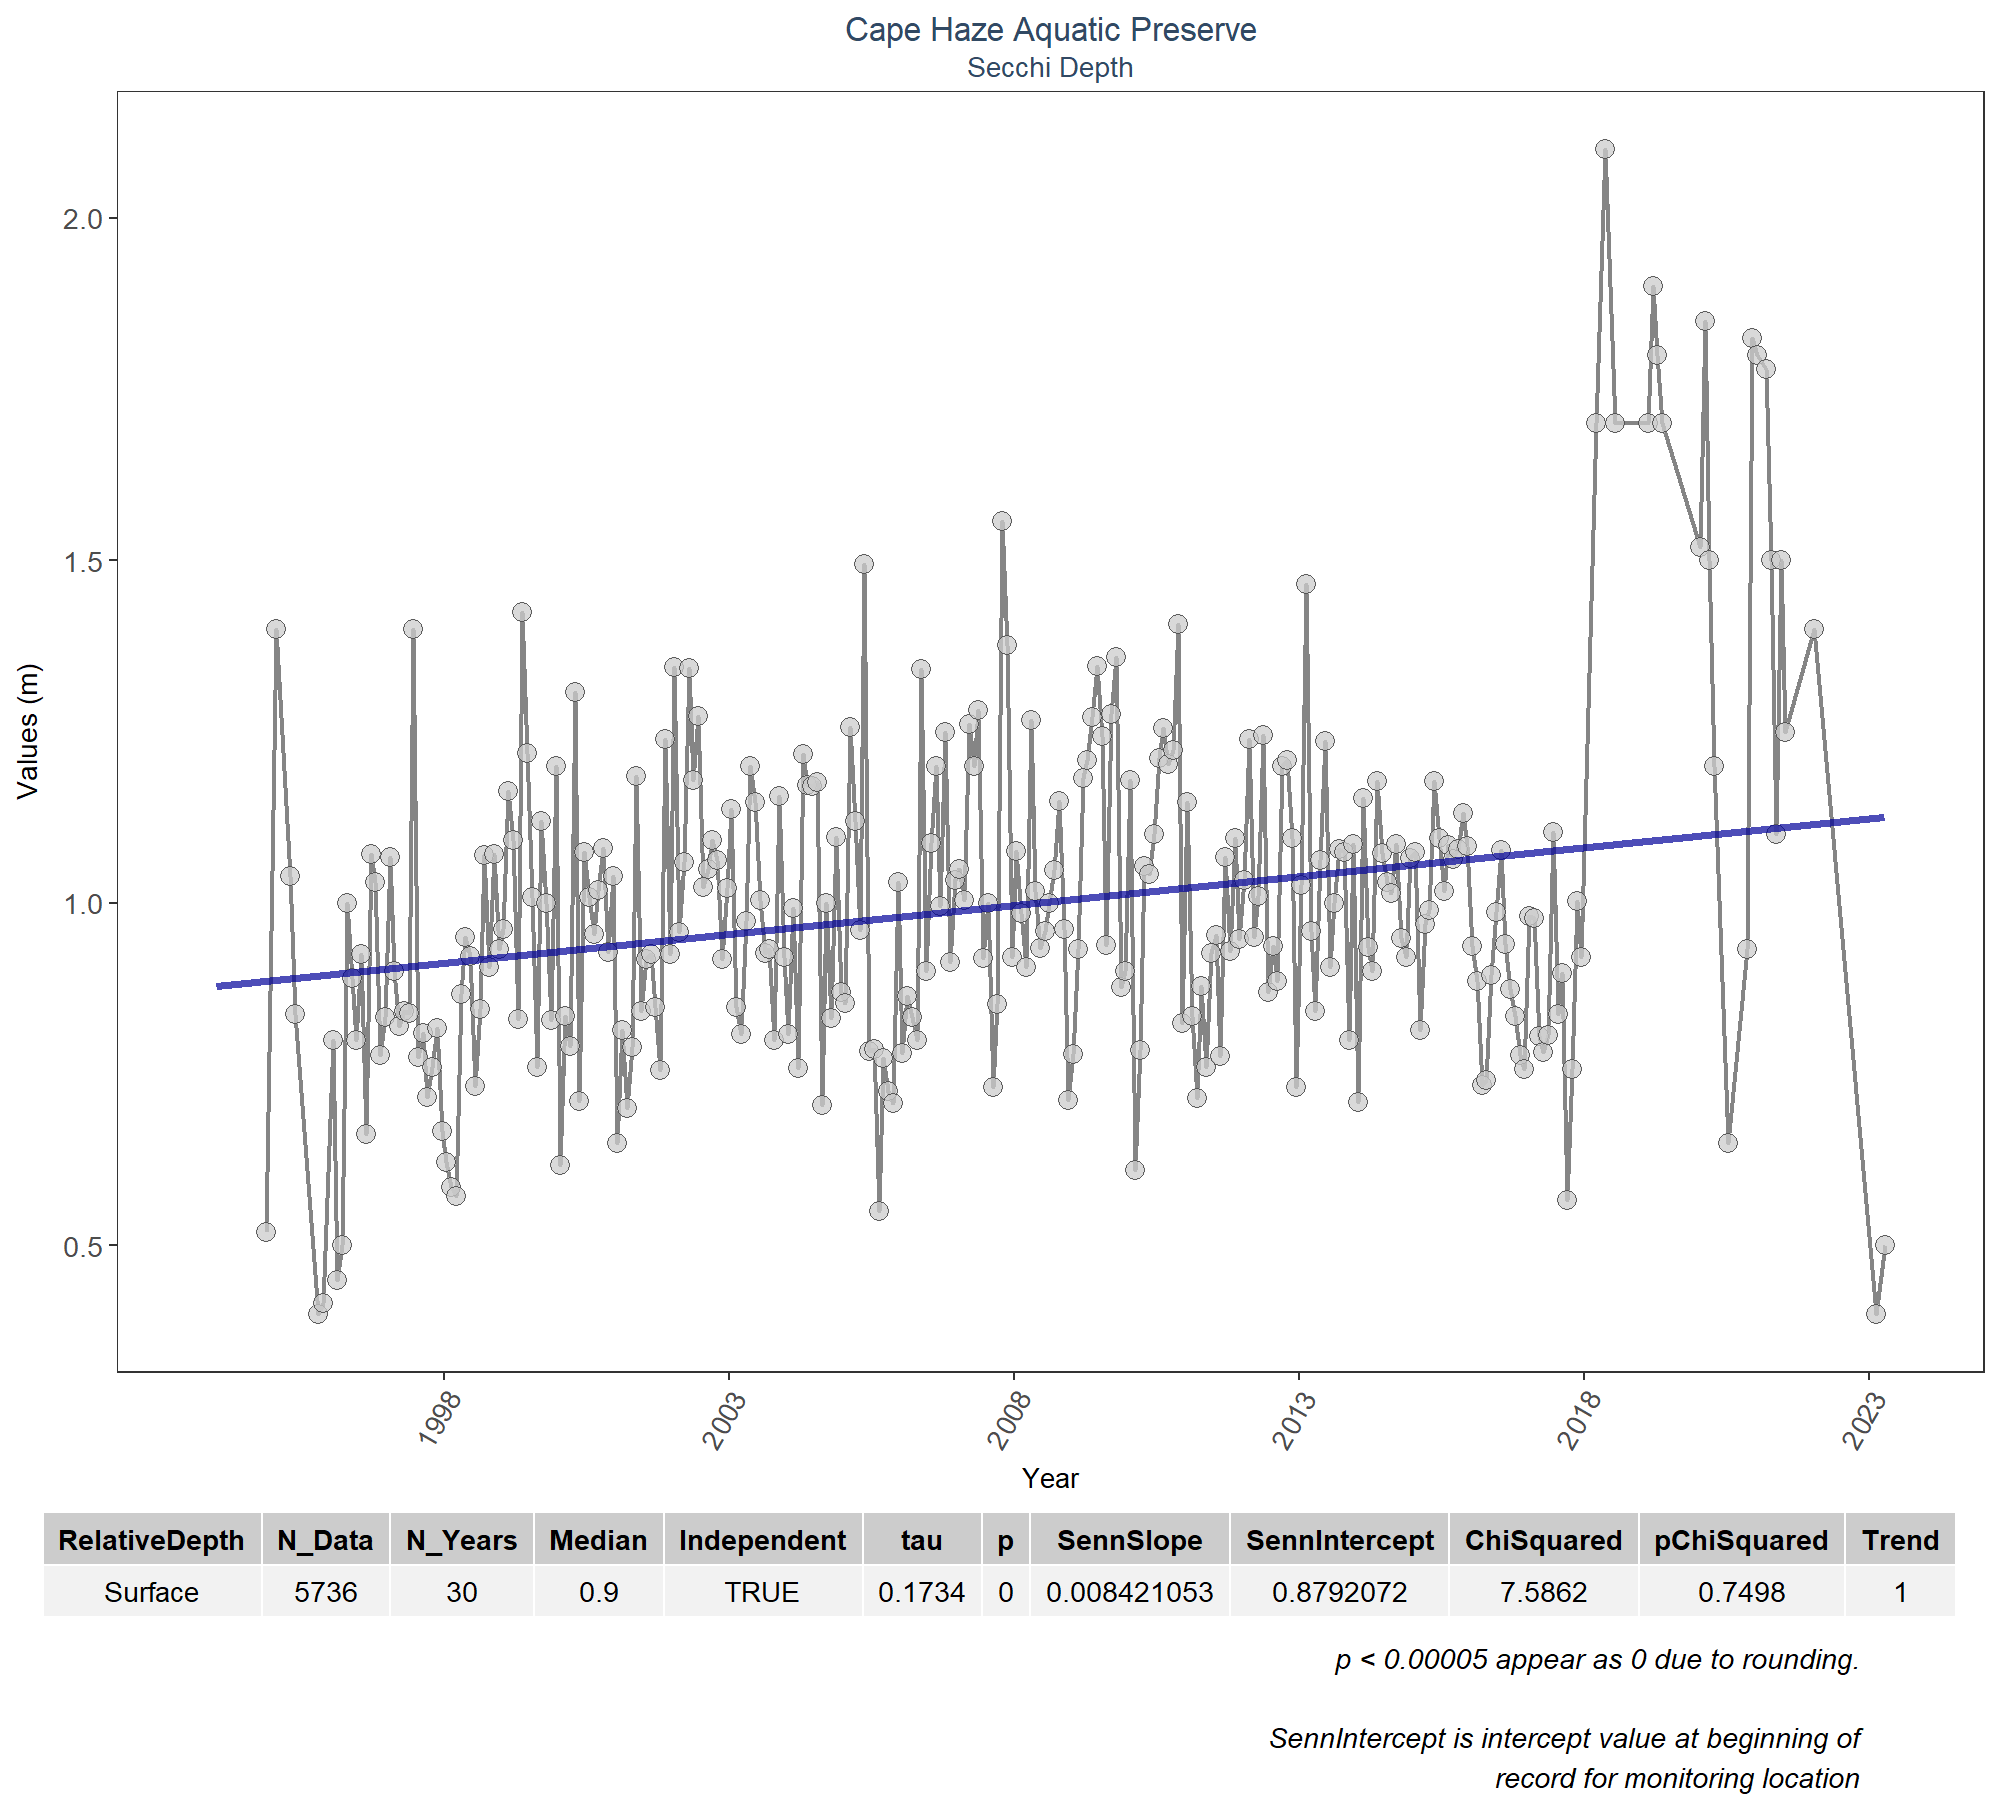 Cape Haze Aquatic Preserve
Secchi Depth
Values (m)
2.0
1.5
1.0
0.5
1998 2003 2008 2013 2018 2023
Year
RelativeDepth N_Data N_Years Median Independent tau p SennSlope SennIntercept ChiSquared pChiSquared Trend
Surface 5736 30 0.9 TRUE 0.1734 0 0.008421053 0.8792072 7.5862 0.7498 1
p < 0.00005 appear as 0 due to rounding.
SennIntercept is intercept value at beginning of
record for monitoring location